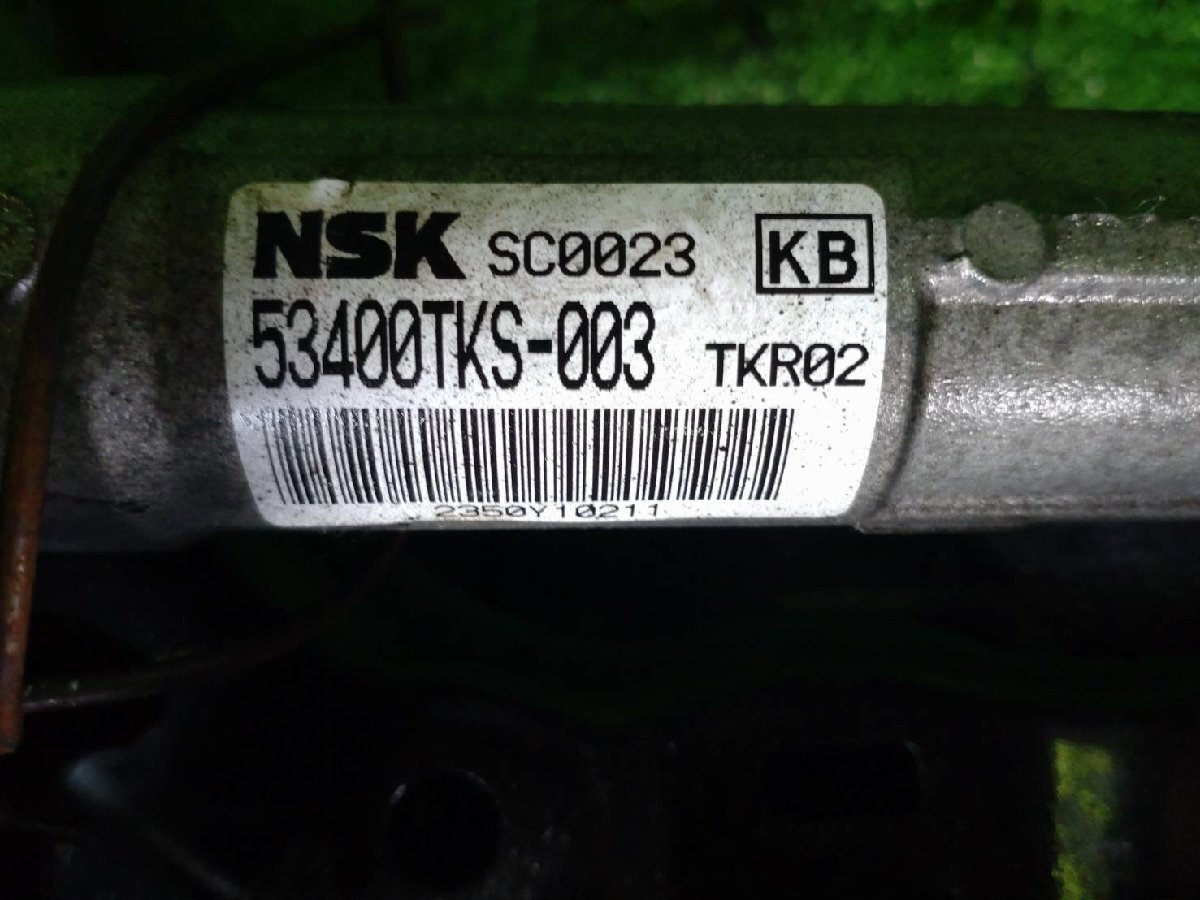 NSK SC0023 KB
53400TKS-003 TKR02
2350Y10211